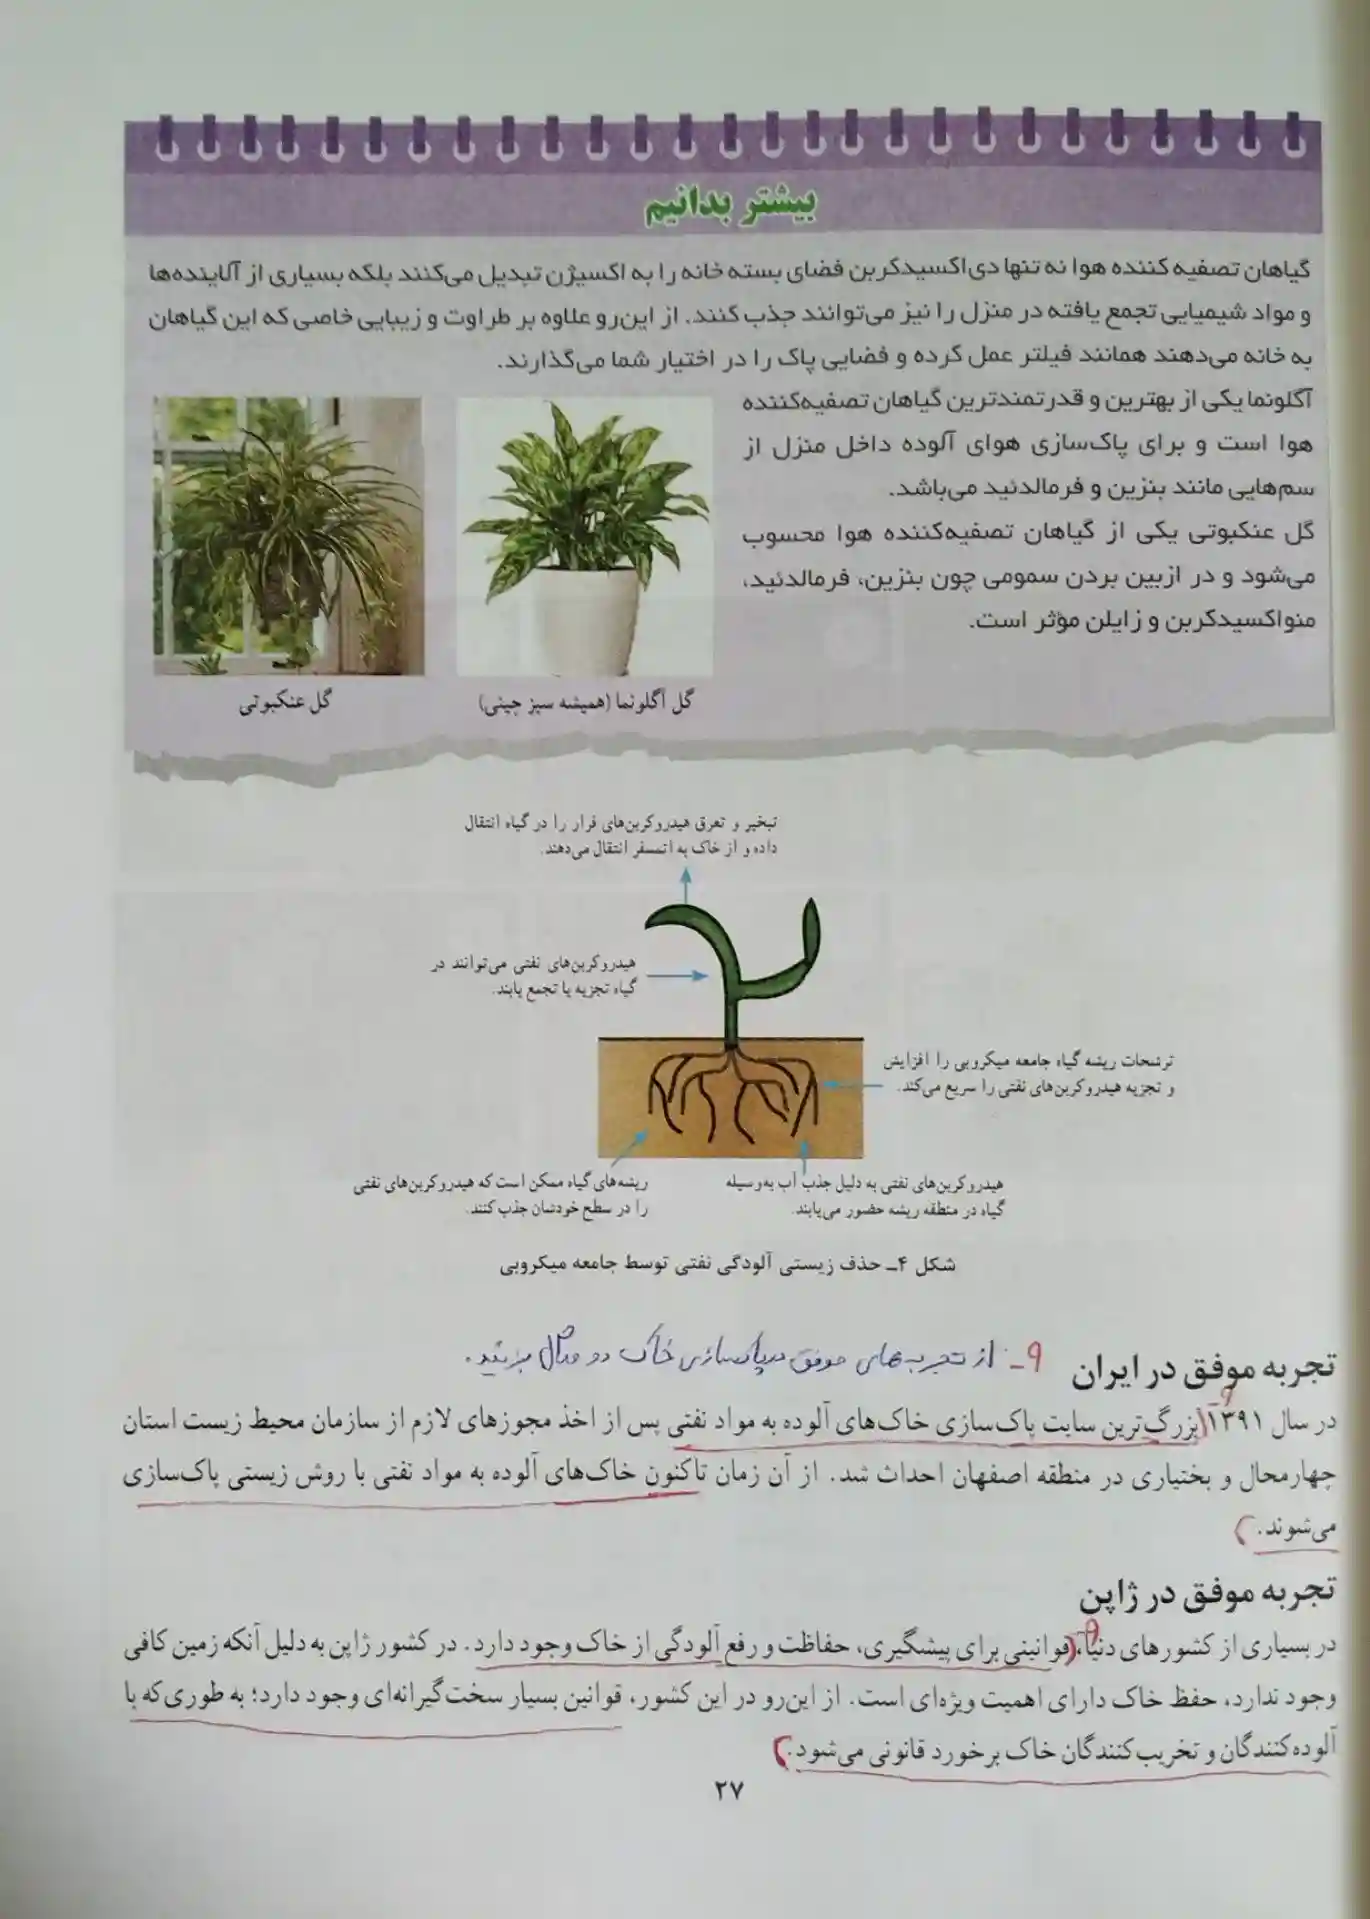 بیشتر بدانیم
گیاهان تصفیه کننده هوا نه تنها دی‌اکسیدکربن فضای بسته خانه را به اکسیژن تبدیل می‌کنند بلکه بسیاری از آلاینده‌ها
و مواد شیمیایی تجمع یافته در منزل را نیز می‌توانند جذب کنند. از این‌رو علاوه بر طراوت و زیبایی خاصی که این گیاهان
به خانه می‌دهند همانند فیلتر عمل کرده و فضایی پاک را در اختیار شما می‌گذارند.
آگلونما یکی از بهترین و قدرتمندترین گیاهان تصفیه‌کننده
هوا است و برای پاک‌سازی هوای آلوده داخل منزل از
سم‌هایی مانند بنزین و فرمالدئید می‌باشد.
گل عنکبوتی یکی از گیاهان تصفیه‌کننده هوا محسوب
می‌شود و در ازبین بردن سمومی چون بنزین، فرمالدئید،
منواکسیدکربن و زایلن مؤثر است.
گل آگلونما (همیشه سبز چینی)
گل عنکبوتی
تبخیر و تعرق هیدروکربن‌های فرار را در گیاه انتقال
داده و از خاک به اتمسفر انتقال می‌دهند.
هیدروکربن‌های نفتی می‌توانند در
گیاه تجزیه یا تجمع یابند.
ترشحات ریشه گیاه جامعه میکروبی را افزایش
و تجزیه هیدروکربن‌های نفتی را سریع می‌کند.
هیدروکربن‌های نفتی به دلیل جذب آب به‌وسیله
گیاه در منطقه ریشه حضور می‌یابند.
ریشه‌های گیاه ممکن است که هیدروکربن‌های نفتی
را در سطح خودشان جذب کنند.
شکل ۴ـ حذف زیستی آلودگی نفتی توسط جامعه میکروبی
۹ـ از تجربه‌های موفق درپاکسازی خاک دو مثال بزنید.
تجربه موفق در ایران
۹
در سال ۱۳۹۱ (بزرگ‌ترین سایت پاک‌سازی خاک‌های آلوده به مواد نفتی پس از اخذ مجوزهای لازم از سازمان محیط زیست استان
چهارمحال و بختیاری در منطقه اصفهان احداث شد. از آن زمان تاکنون خاک‌های آلوده به مواد نفتی با روش زیستی پاک‌سازی
می‌شوند.)
تجربه موفق در ژاپن
۹
در بسیاری از کشورهای دنیا، (قوانینی برای پیشگیری، حفاظت و رفع آلودگی از خاک وجود دارد. در کشور ژاپن به دلیل آنکه زمین کافی
وجود ندارد، حفظ خاک دارای اهمیت ویژه‌ای است. از این‌رو در این کشور، قوانین بسیار سخت‌گیرانه‌ای وجود دارد؛ به طوری‌که با
آلوده‌کنندگان و تخریب‌کنندگان خاک برخورد قانونی می‌شود.)
۲۷